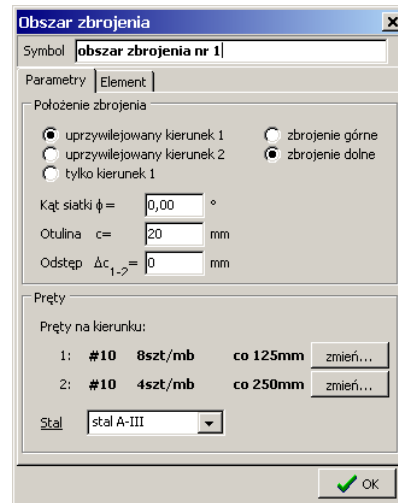 Obszar zbrojenia
Symbol obszar zbrojenia nr 1
Parametry Element
Położenie zbrojenia
uprzywilejowany kierunek 1 zbrojenie górne
uprzywilejowany kierunek 2 zbrojenie dolne
tylko kierunek 1
Kąt siatki ϕ= 0,00 °
Otulina c= 20 mm
Odstęp Δc1-2= 0 mm
Pręty
Pręty na kierunku:
1: #10 8szt/mb co 125mm zmień...
2: #10 4szt/mb co 250mm zmień...
Stal stal A-III
OK